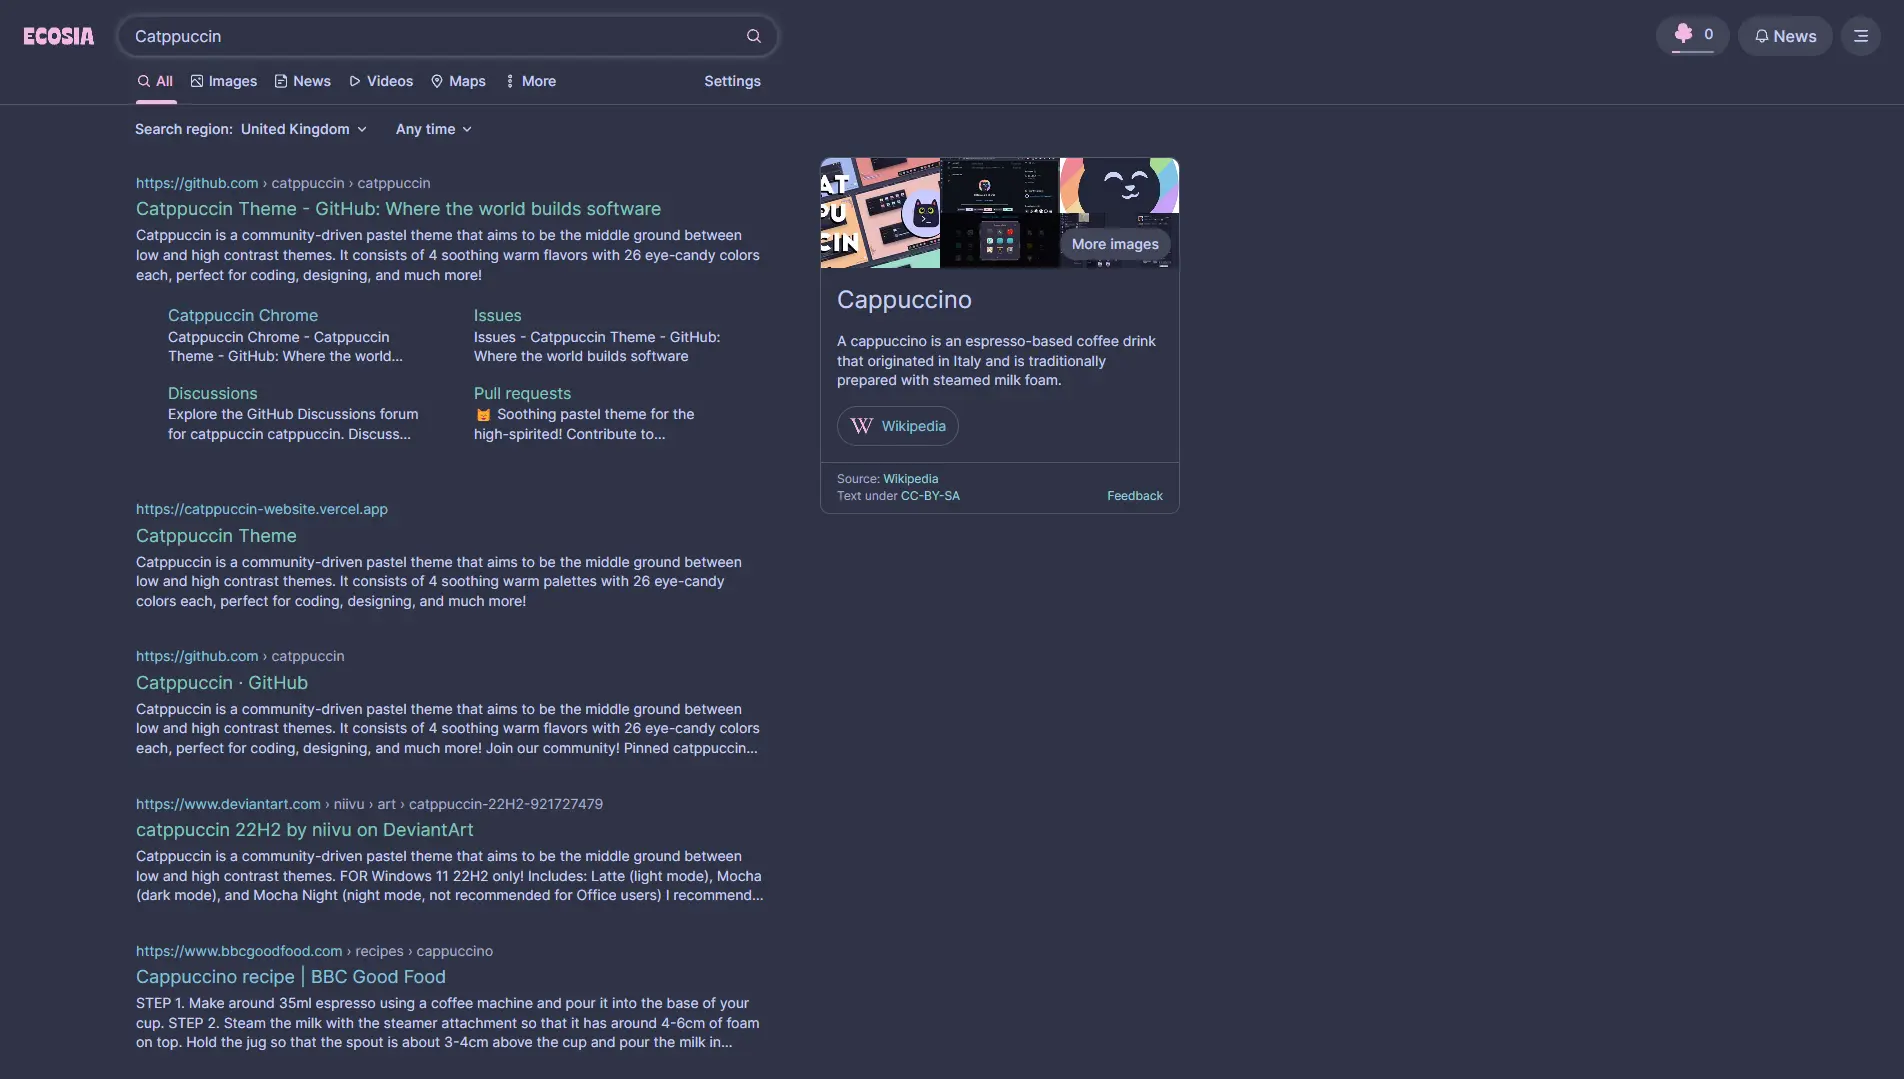 ECOSIA
Catppuccin
0
News
All
Images
News
Videos
Maps
More
Settings
Search region: United Kingdom
Any time
https://github.com › catppuccin › catppuccin
Catppuccin Theme - GitHub: Where the world builds software
Catppuccin is a community-driven pastel theme that aims to be the middle ground between
low and high contrast themes. It consists of 4 soothing warm flavors with 26 eye-candy colors
each, perfect for coding, designing, and much more!
Catppuccin Chrome
Catppuccin Chrome - Catppuccin
Theme - GitHub: Where the world...
Issues
Issues - Catppuccin Theme - GitHub:
Where the world builds software
Discussions
Explore the GitHub Discussions forum
for catppuccin catppuccin. Discuss...
Pull requests
Soothing pastel theme for the
high-spirited! Contribute to...
https://catppuccin-website.vercel.app
Catppuccin Theme
Catppuccin is a community-driven pastel theme that aims to be the middle ground between
low and high contrast themes. It consists of 4 soothing warm palettes with 26 eye-candy
colors each, perfect for coding, designing, and much more!
https://github.com › catppuccin
Catppuccin · GitHub
Catppuccin is a community-driven pastel theme that aims to be the middle ground between
low and high contrast themes. It consists of 4 soothing warm flavors with 26 eye-candy colors
each, perfect for coding, designing, and much more! Join our community! Pinned catppuccin...
https://www.deviantart.com › niivu › art › catppuccin-22H2-921727479
catppuccin 22H2 by niivu on DeviantArt
Catppuccin is a community-driven pastel theme that aims to be the middle ground between
low and high contrast themes. FOR Windows 11 22H2 only! Includes: Latte (light mode), Mocha
(dark mode), and Mocha Night (night mode, not recommended for Office users) I recommend...
https://www.bbcgoodfood.com › recipes › cappuccino
Cappuccino recipe | BBC Good Food
STEP 1. Make around 35ml espresso using a coffee machine and pour it into the base of your
cup. STEP 2. Steam the milk with the steamer attachment so that it has around 4-6cm of foam
on top. Hold the jug so that the spout is about 3-4cm above the cup and pour the milk in...
AT
PU
CIN
More images
Cappuccino
A cappuccino is an espresso-based coffee drink
that originated in Italy and is traditionally
prepared with steamed milk foam.
W Wikipedia
Source: Wikipedia
Text under CC-BY-SA
Feedback